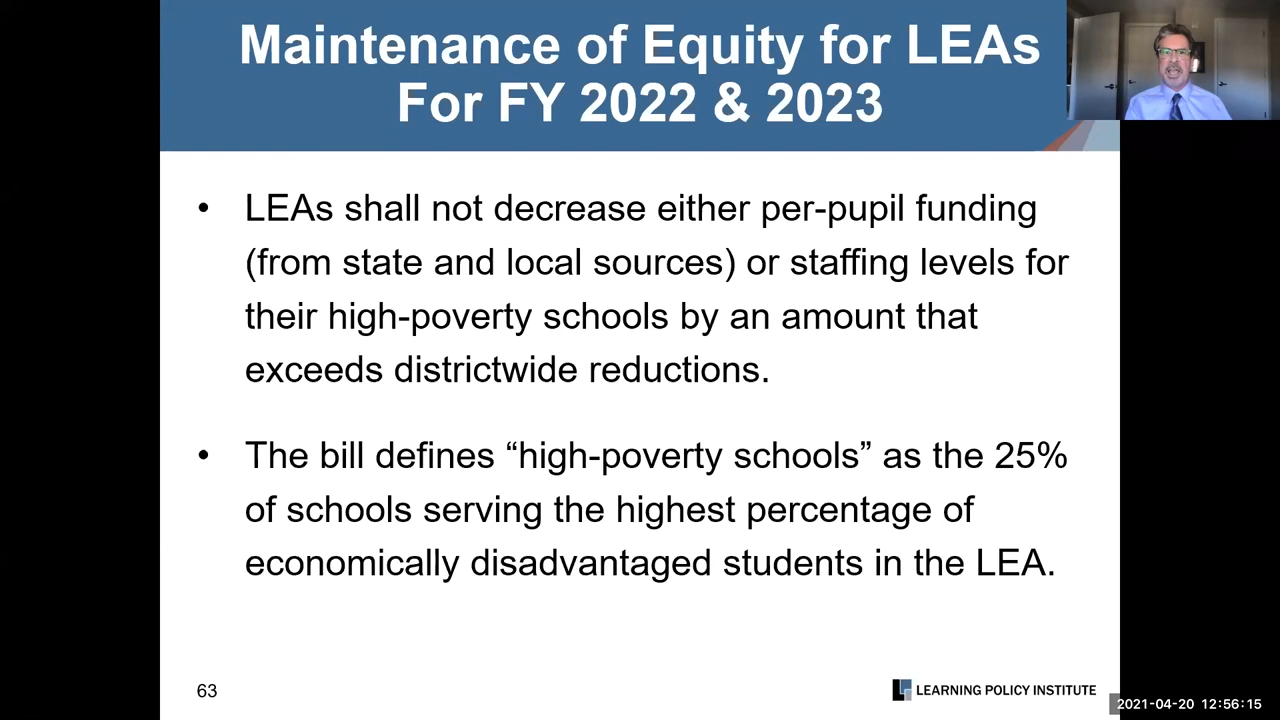 Maintenance of Equity for LEAs
For FY 2022 & 2023
• LEAs shall not decrease either per-pupil funding
(from state and local sources) or staffing levels for
their high-poverty schools by an amount that
exceeds districtwide reductions.
• The bill defines “high-poverty schools” as the 25%
of schools serving the highest percentage of
economically disadvantaged students in the LEA.
63
LEARNING POLICY INSTITUTE
2021-04-20 12:56:15